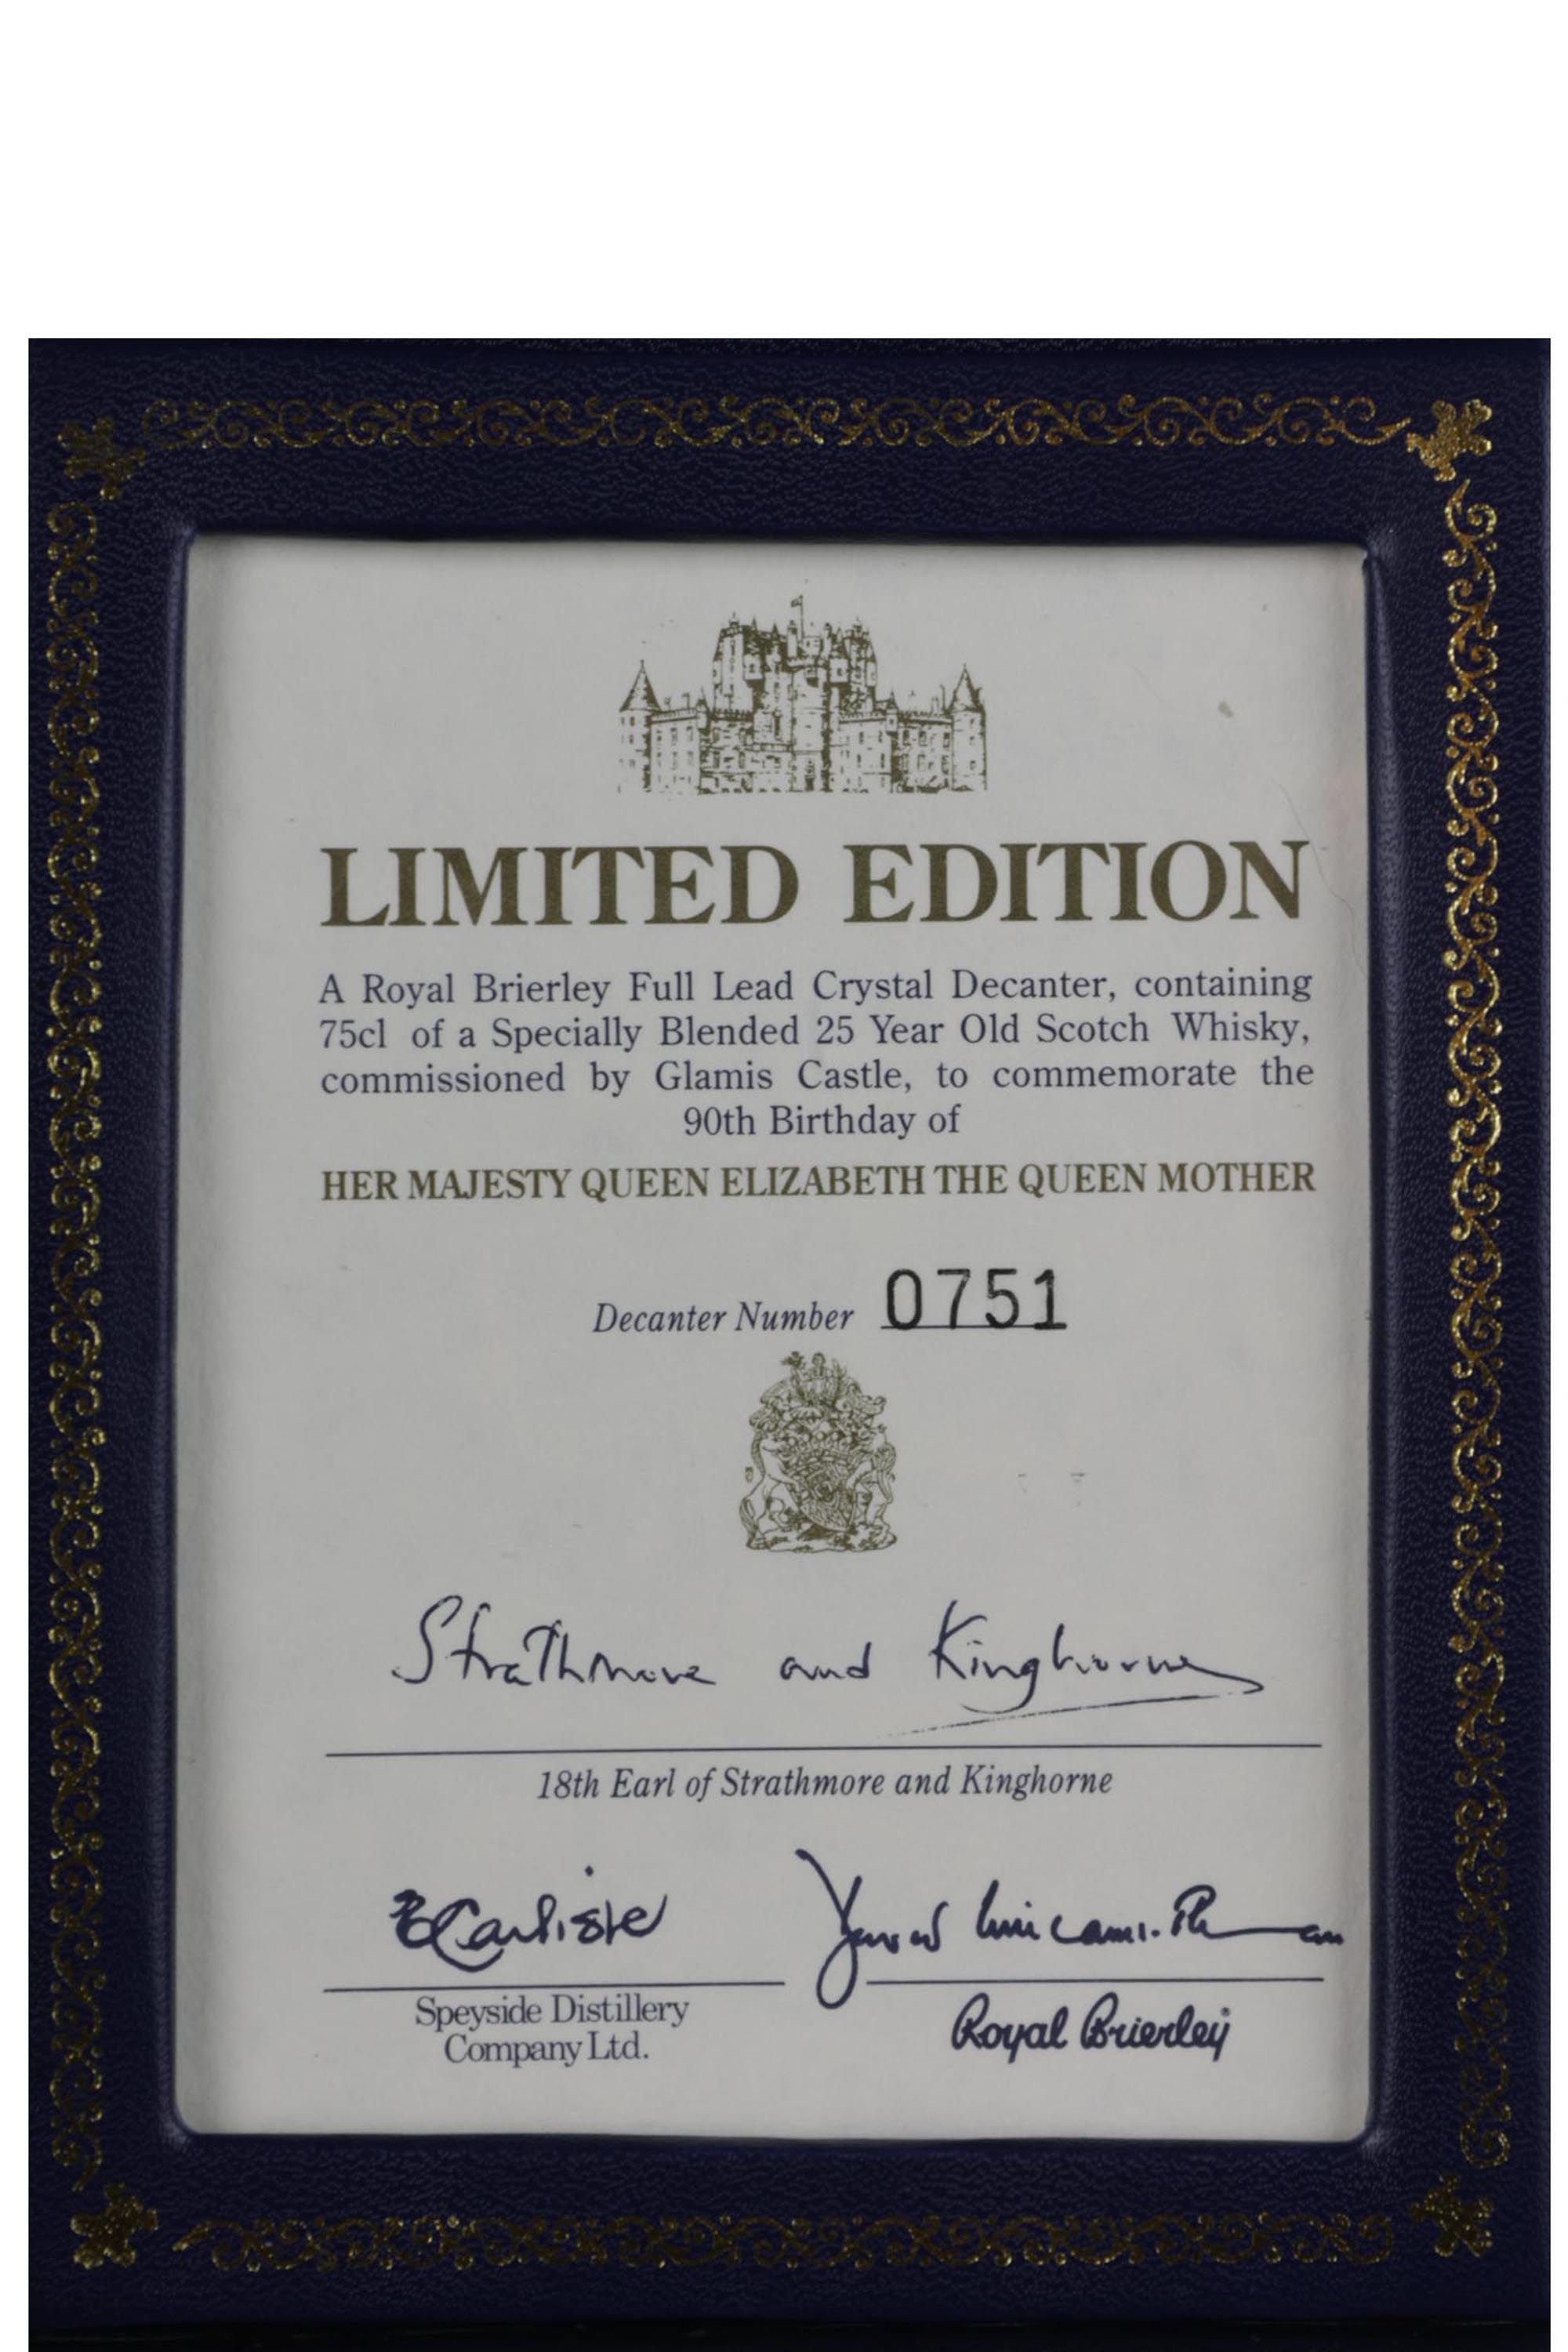 LIMITED EDITION
A Royal Brierley Full Lead Crystal Decanter, containing
75cl of a Specially Blended 25 Year Old Scotch Whisky,
commissioned by Glamis Castle, to commemorate the
90th Birthday of
HER MAJESTY QUEEN ELIZABETH THE QUEEN MOTHER
Decanter Number 0751
Strathmore and Kinghorne
18th Earl of Strathmore and Kinghorne
Carlisle
Speyside Distillery
Company Ltd.
Royal Brierley